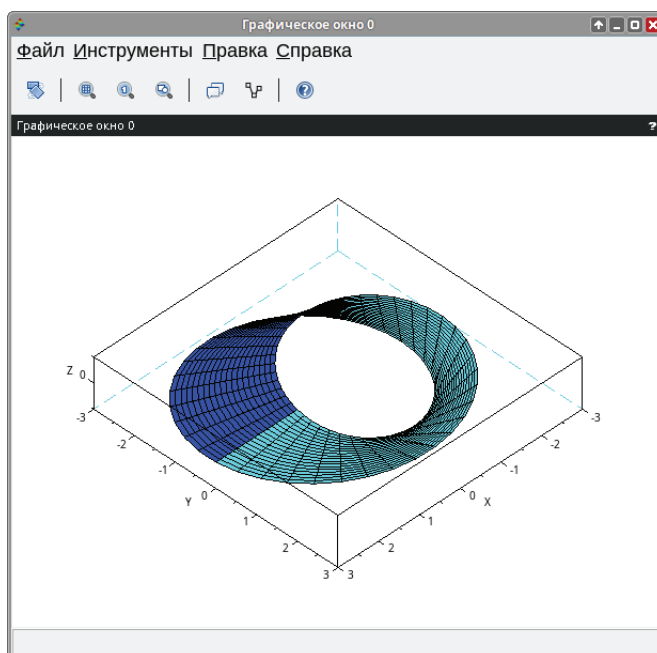 Графическое окно 0
Файл Инструменты Правка Справка
Графическое окно 0 ?
Z 0
-3 -3
-2 -2
-1 -1
Y 0 0 X
1 1
2 2
3 3